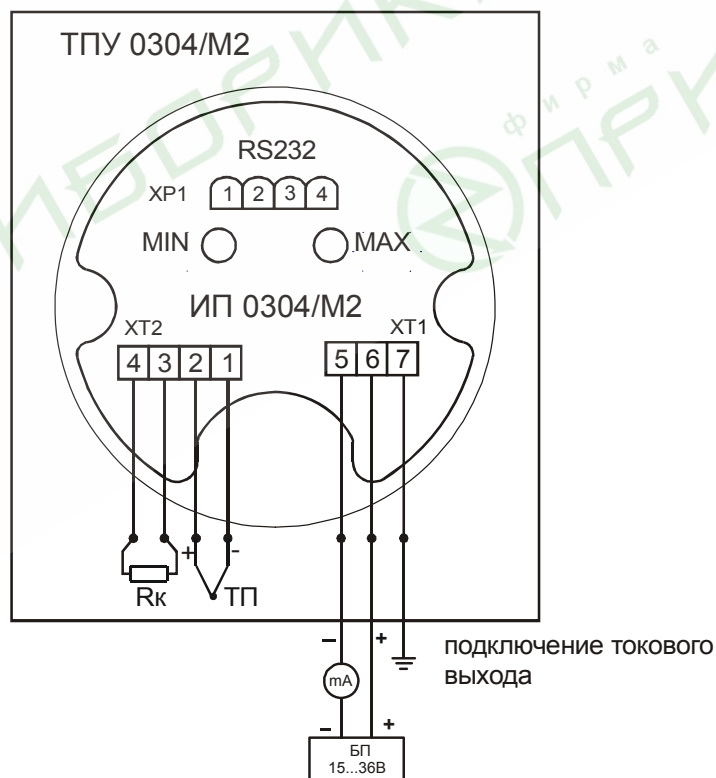 ТПУ 0304/М2
фирма
RS232
XP1
1 2 3 4
MIN
MAX
ИП 0304/М2
XT2
XT1
4 3 2 1
5 6 7
+ -
Rк
ТП
– +
подключение токового
выхода
mA
– +
БП
15...36В